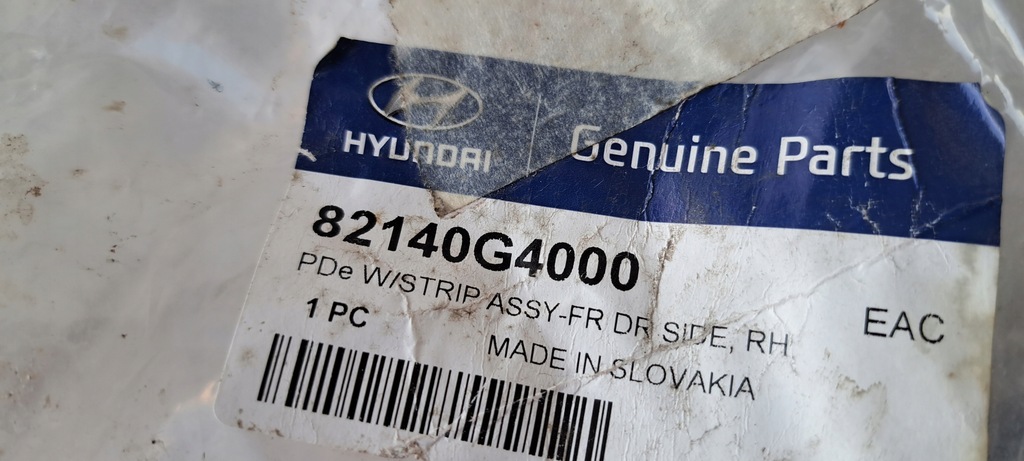 HYUNDAI
Genuine Parts
82140G4000
PDe W/STRIP ASSY-FR DR SIDE, RH
1 PC
EAC
MADE IN SLOVAKIA